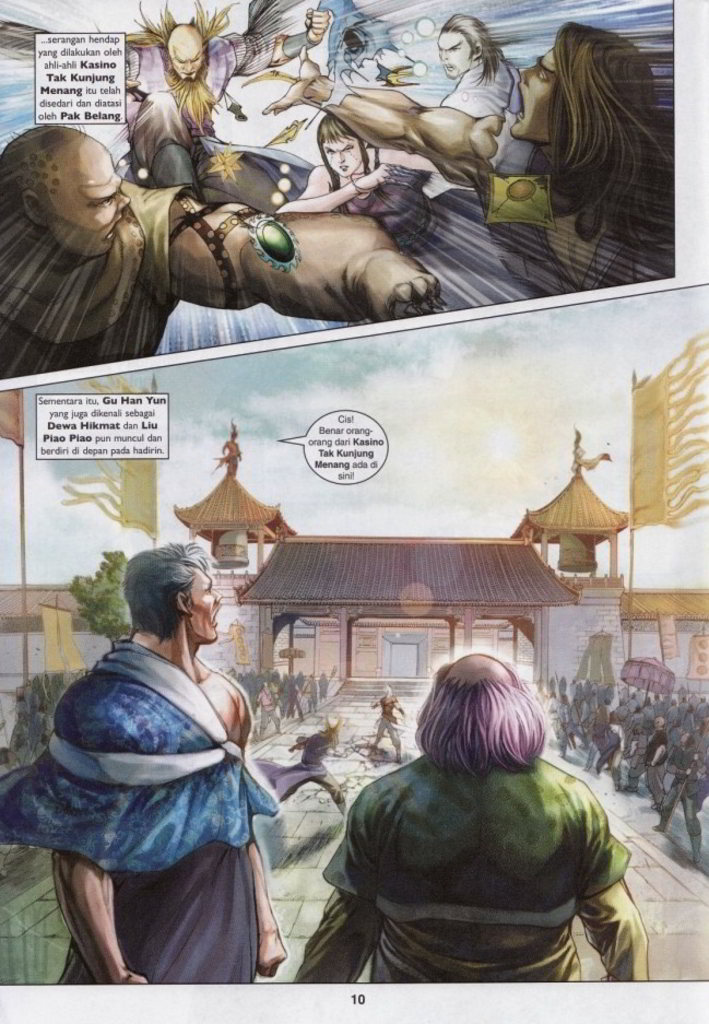 ...serangan hendap
yang dilakukan oleh
ahli-ahli Kasino
Tak Kunjung
Menang itu telah
disedari dan diatasi
oleh Pak Belang.
Sementara itu, Gu Han Yun
yang juga dikenali sebagai
Dewa Hikmat dan Liu
Piao Piao pun muncul dan
berdiri di depan pada hadirin.
Cis!
Benar orang-
orang dari Kasino
Tak Kunjung
Menang ada di
sini!
10